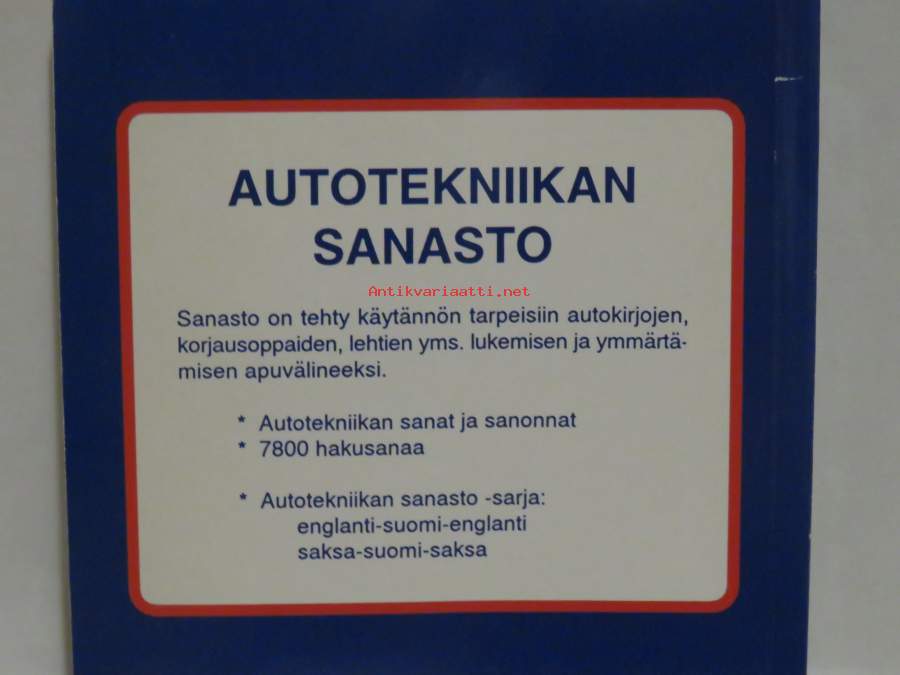 AUTOTEKNIIKAN
SANASTO
Antikvariaatti.net
Sanasto on tehty käytännön tarpeisiin autokirjojen,
korjausoppaiden, lehtien yms. lukemisen ja ymmärtä-
misen apuvälineeksi.
* Autotekniikan sanat ja sanonnat
* 7800 hakusanaa
* Autotekniikan sanasto -sarja:
englanti-suomi-englanti
saksa-suomi-saksa